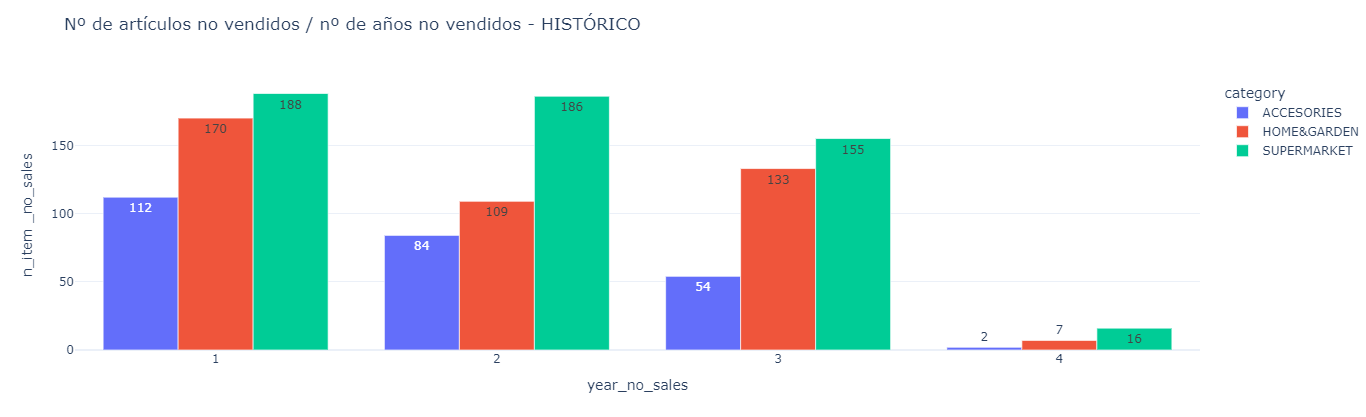 Nº de artículos no vendidos / nº de años no vendidos - HISTÓRICO
category
ACCESORIES
HOME&GARDEN
SUPERMARKET
n_item _no_sales
150
100
50
0
112
170
188
84
109
186
54
133
155
2
7
16
1
2
3
4
year_no_sales